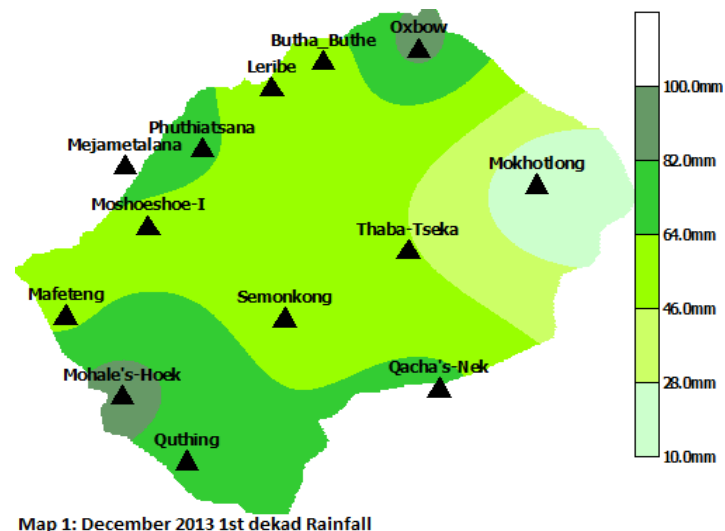 Oxbow
Butha_Buthe
Leribe
100.0mm
Phuthiatsana
Mejametalana
82.0mm
Mokhotlong
Moshoeshoe-I
Thaba-Tseka
64.0mm
Mafeteng
Semonkong
46.0mm
Mohale's-Hoek
Qacha's-Nek
28.0mm
Quthing
10.0mm
Map 1: December 2013 1st dekad Rainfall